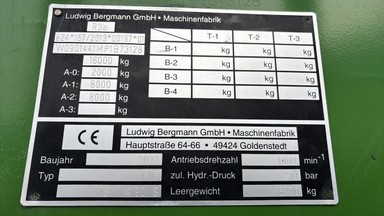 Ludwig Bergmann GmbH • Maschinenfabrik
R3a
e24*167/2013*00137*01
W09G1441MP1B73128
16000 kg
A-0: 2000 kg
A-1: 8000 kg
A-2: 8000 kg
A-3: kg
T-1 T-2 T-3
B-1 kg kg kg
B-2 kg kg kg
B-3 kg kg kg
B-4 kg kg kg
CE
Ludwig Bergmann GmbH • Maschinenfabrik
Hauptstraße 64-66 • 49424 Goldenstedt
Baujahr Antriebsdrehzahl min⁻¹
Typ zul. Hydr.-Druck bar
Leergewicht kg